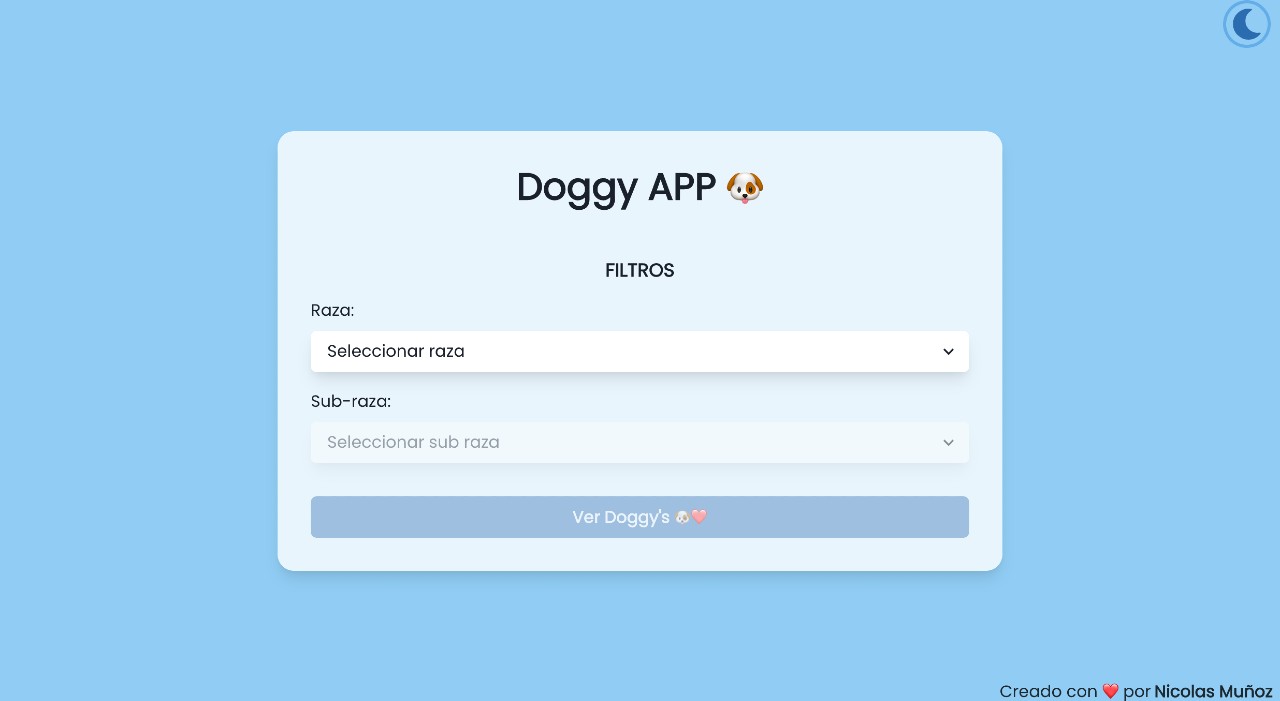 Doggy APP 🐶
FILTROS
Raza:
Seleccionar raza
Sub-raza:
Seleccionar sub raza
Ver Doggy's 🐶💗
Creado con ❤️ por Nicolas Muñoz